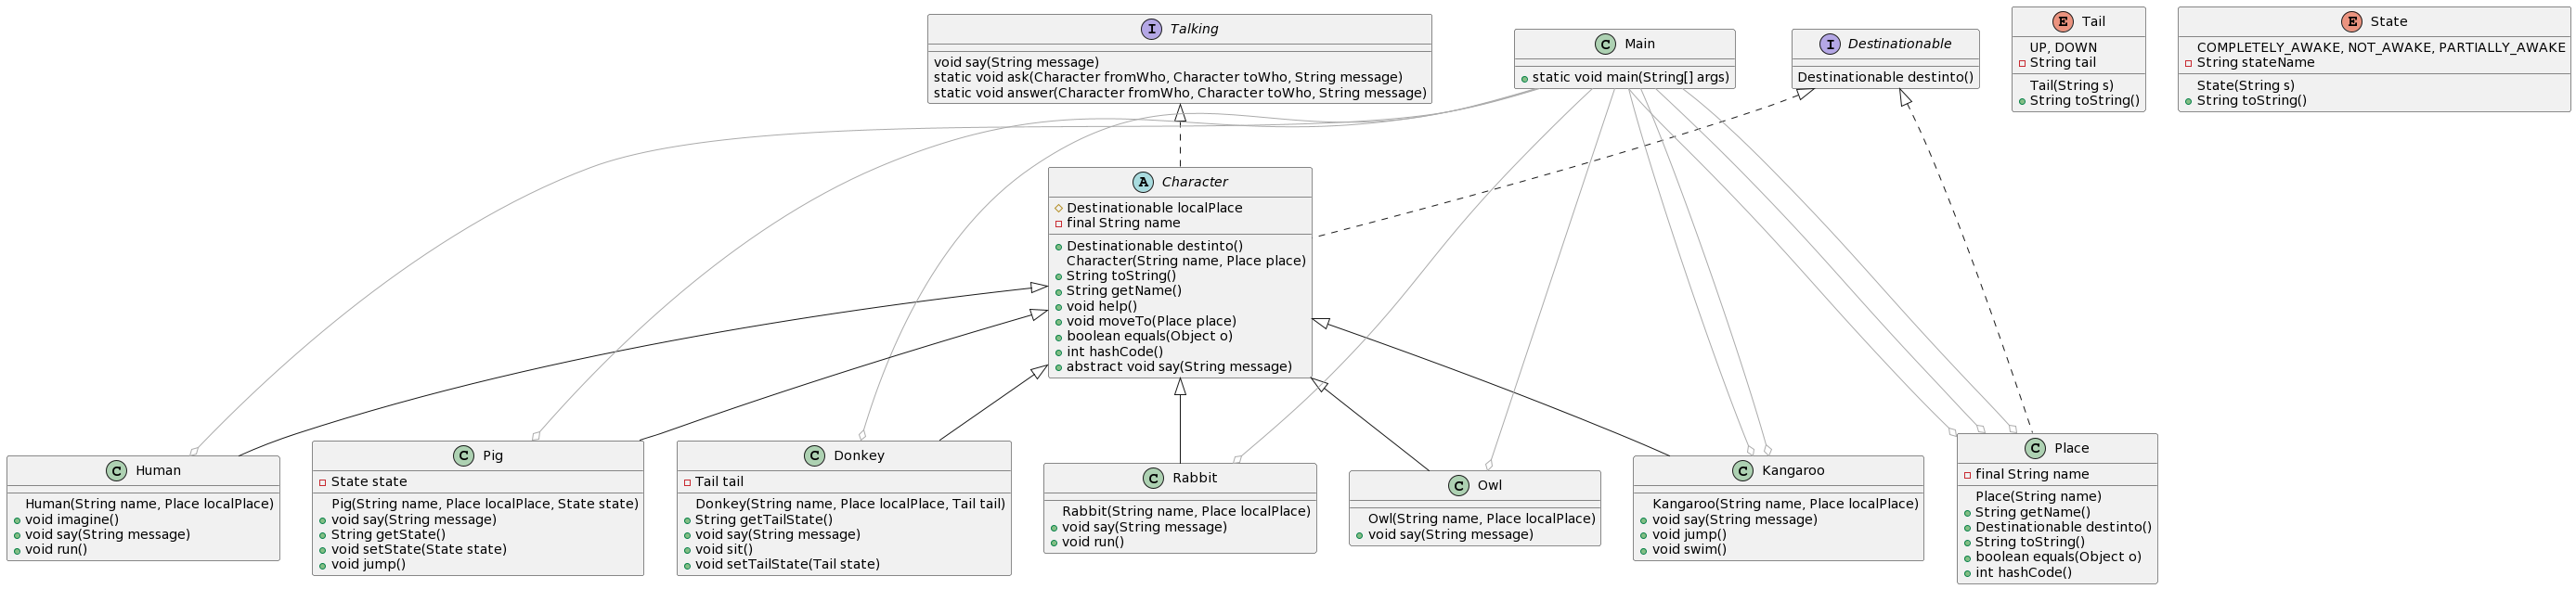 I Talking
void say(String message)
static void ask(Character fromWho, Character toWho, String message)
static void answer(Character fromWho, Character toWho, String message)
C Main
static void main(String[] args)
I Destinationable
Destinationable destinto()
E Tail
UP, DOWN
String tail
Tail(String s)
String toString()
E State
COMPLETELY_AWAKE, NOT_AWAKE, PARTIALLY_AWAKE
String stateName
State(String s)
String toString()
A Character
Destinationable localPlace
final String name
Destinationable destinto()
Character(String name, Place place)
String toString()
String getName()
void help()
void moveTo(Place place)
boolean equals(Object o)
int hashCode()
abstract void say(String message)
C Human
Human(String name, Place localPlace)
void imagine()
void say(String message)
void run()
C Pig
State state
Pig(String name, Place localPlace, State state)
void say(String message)
String getState()
void setState(State state)
void jump()
C Donkey
Tail tail
Donkey(String name, Place localPlace, Tail tail)
String getTailState()
void say(String message)
void sit()
void setTailState(Tail state)
C Rabbit
Rabbit(String name, Place localPlace)
void say(String message)
void run()
C Owl
Owl(String name, Place localPlace)
void say(String message)
C Kangaroo
Kangaroo(String name, Place localPlace)
void say(String message)
void jump()
void swim()
C Place
final String name
Place(String name)
String getName()
Destinationable destinto()
String toString()
boolean equals(Object o)
int hashCode()